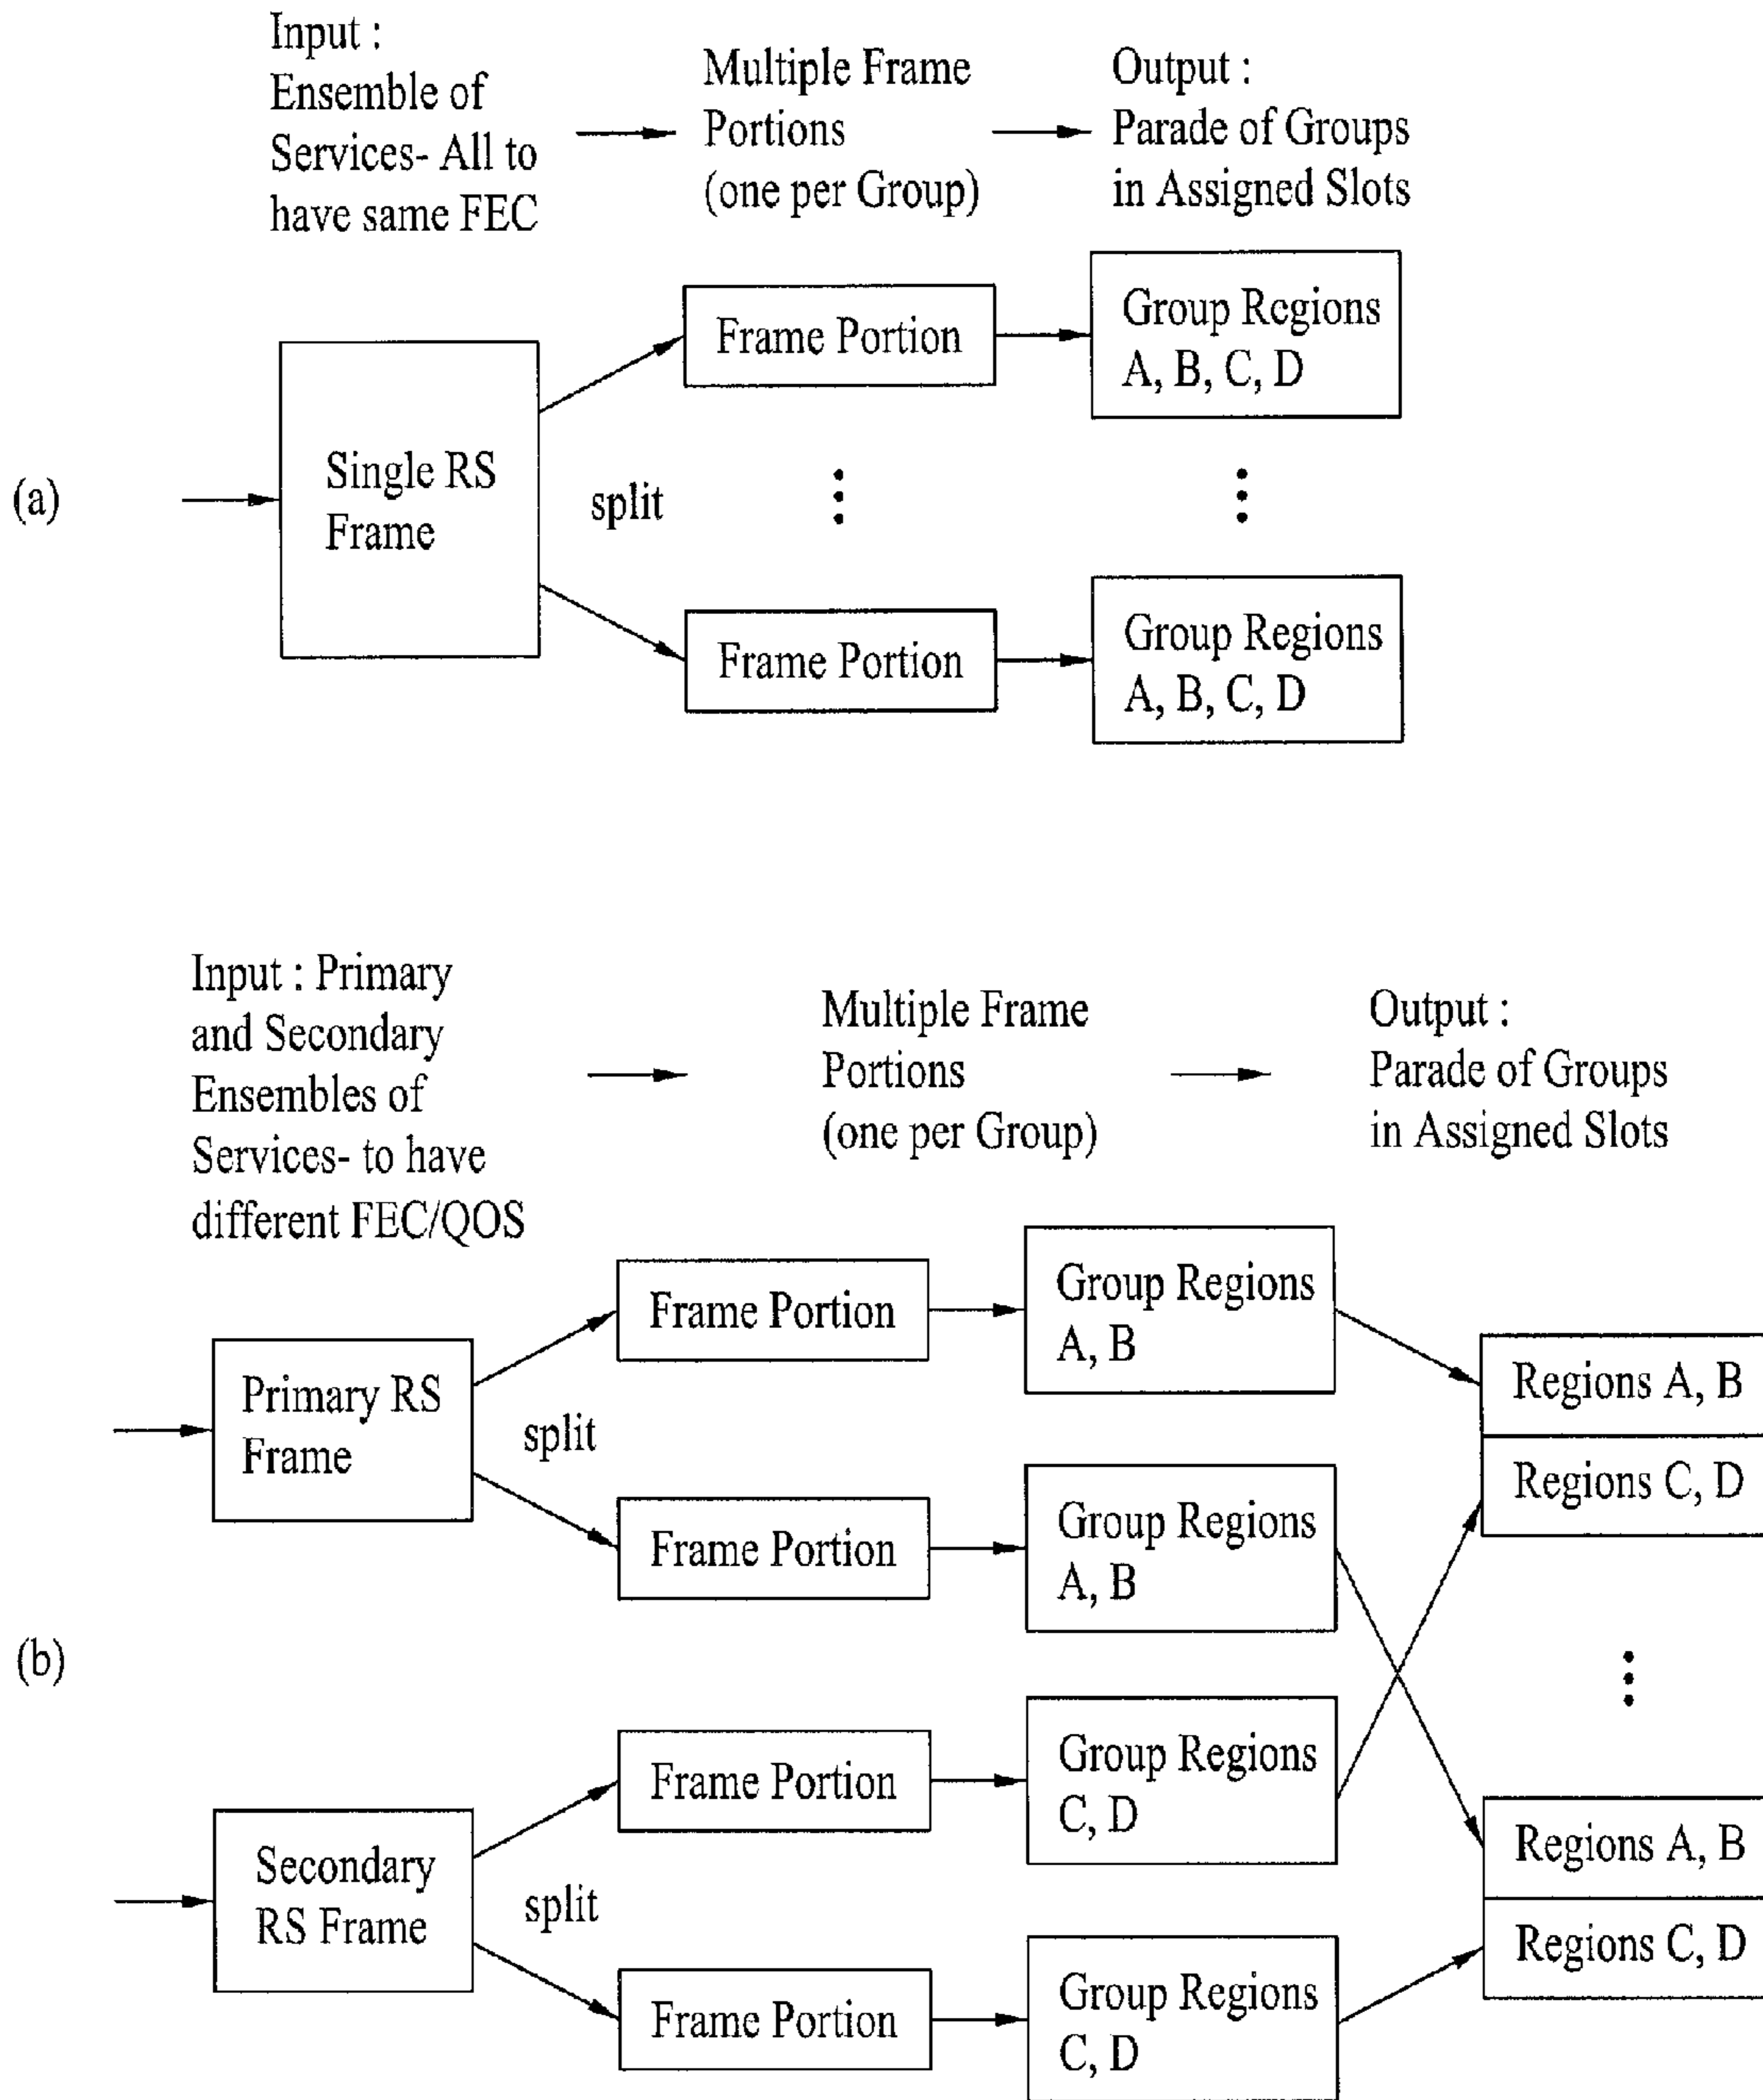 Input :
Ensemble of
Services- All to
have same FEC
Multiple Frame
Portions
(one per Group)
Output :
Parade of Groups
in Assigned Slots
(a)
Single RS
Frame
split
Frame Portion
Group Regions
A, B, C, D
Frame Portion
Group Regions
A, B, C, D
Input : Primary
and Secondary
Ensembles of
Services- to have
different FEC/QOS
Multiple Frame
Portions
(one per Group)
Output :
Parade of Groups
in Assigned Slots
(b)
Primary RS
Frame
split
Frame Portion
Group Regions
A, B
Frame Portion
Group Regions
A, B
Secondary
RS Frame
split
Frame Portion
Group Regions
C, D
Frame Portion
Group Regions
C, D
Regions A, B
Regions C, D
Regions A, B
Regions C, D